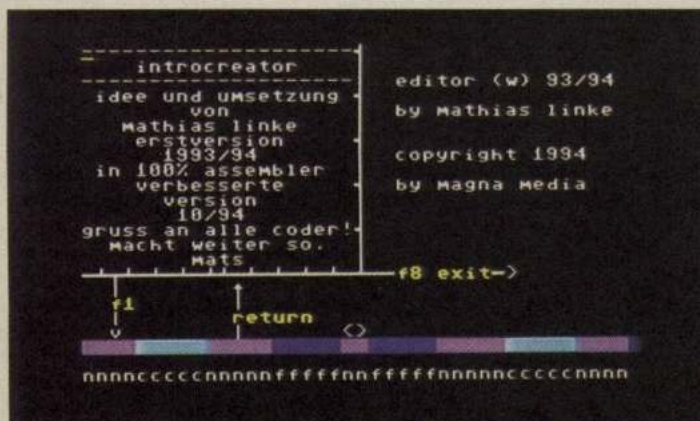 introcreator
idee und umsetzung
von
mathias linke
erstversion
1993/94
in 100% assembler
verbesserte
version
10/94
gruss an alle coder!
macht weiter so.
mats
editor (w) 93/94
by mathias linke
copyright 1994
by magna media
f8 exit->
f1
v
return
<>
nnnncccccnnnnnfffffnnfffffnnnnncccccnnnn